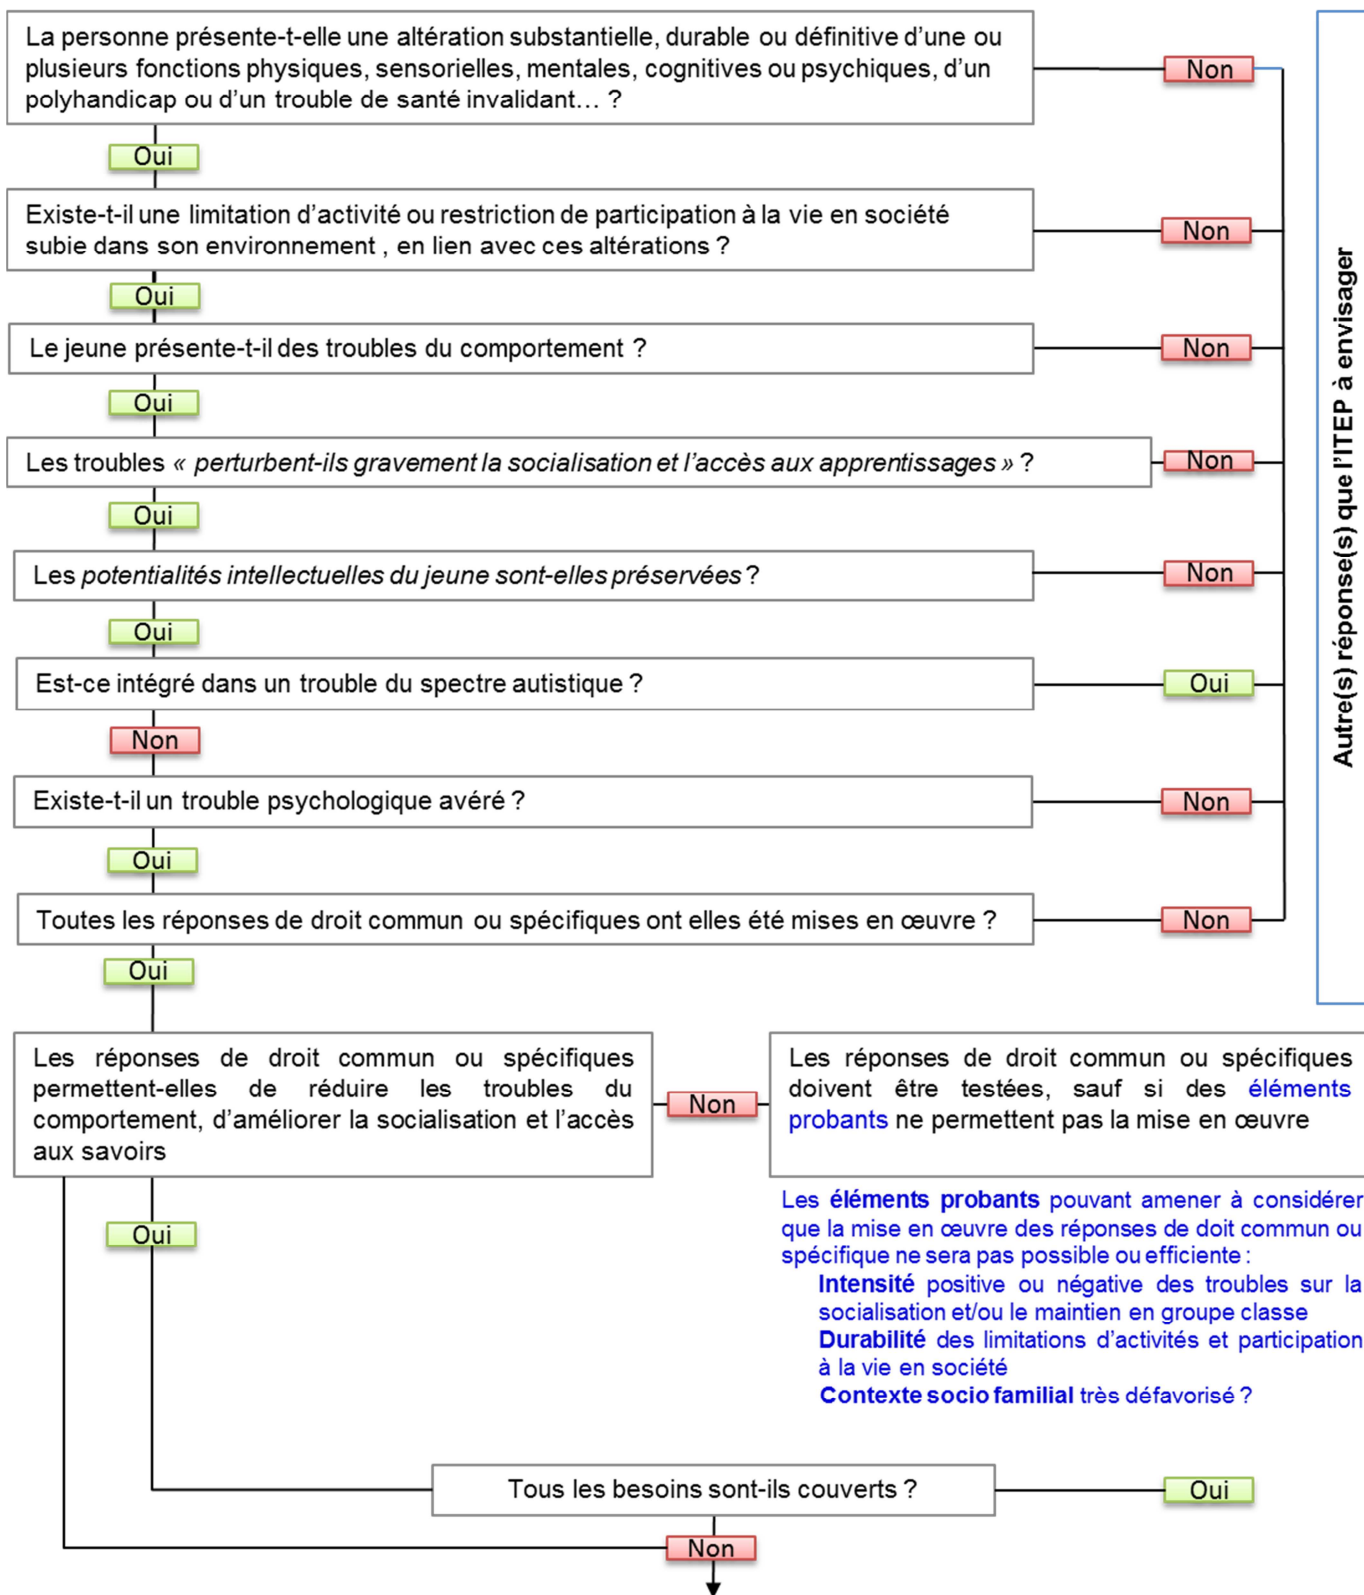 La personne présente-t-elle une altération substantielle, durable ou définitive d’une ou
plusieurs fonctions physiques, sensorielles, mentales, cognitives ou psychiques, d’un
polyhandicap ou d’un trouble de santé invalidant… ?
Non
Oui
Existe-t-il une limitation d’activité ou restriction de participation à la vie en société
subie dans son environnement , en lien avec ces altérations ?
Non
Oui
Le jeune présente-t-il des troubles du comportement ?
Non
Oui
Les troubles « perturbent-ils gravement la socialisation et l’accès aux apprentissages » ?
Non
Oui
Les potentialités intellectuelles du jeune sont-elles préservées ?
Non
Oui
Est-ce intégré dans un trouble du spectre autistique ?
Oui
Non
Existe-t-il un trouble psychologique avéré ?
Non
Oui
Toutes les réponses de droit commun ou spécifiques ont elles été mises en œuvre ?
Non
Oui
Autre(s) réponse(s) que l’ITEP à envisager
Les réponses de droit commun ou spécifiques
permettent-elles de réduire les troubles du
comportement, d’améliorer la socialisation et l’accès
aux savoirs
Non
Les réponses de droit commun ou spécifiques
doivent être testées, sauf si des éléments
probants ne permettent pas la mise en œuvre
Oui
Les éléments probants pouvant amener à considérer
que la mise en œuvre des réponses de doit commun ou
spécifique ne sera pas possible ou efficiente :
Intensité positive ou négative des troubles sur la
socialisation et/ou le maintien en groupe classe
Durabilité des limitations d’activités et participation
à la vie en société
Contexte socio familial très défavorisé ?
Tous les besoins sont-ils couverts ?
Oui
Non